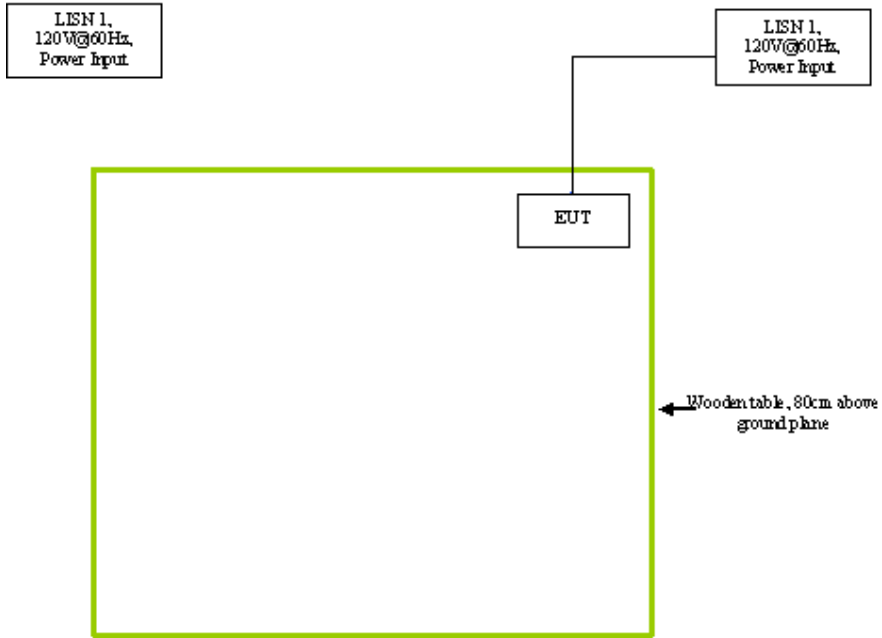 LISN 1,
120V@60Hz,
Power Input
LISN 1,
120V@60Hz,
Power Input
EUT
Wooden table, 80cm above
ground plane